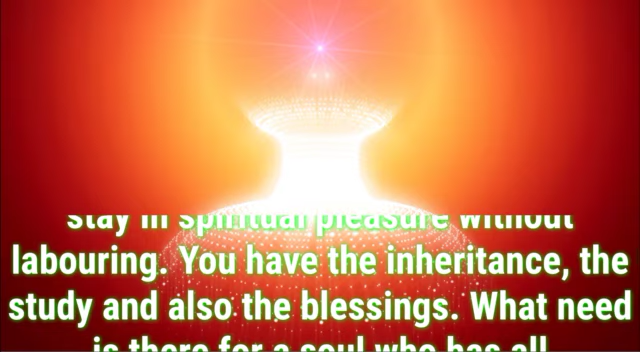 stay in spiritual pleasure without
labouring. You have the inheritance, the
study and also the blessings. What need
is there for a soul who has all